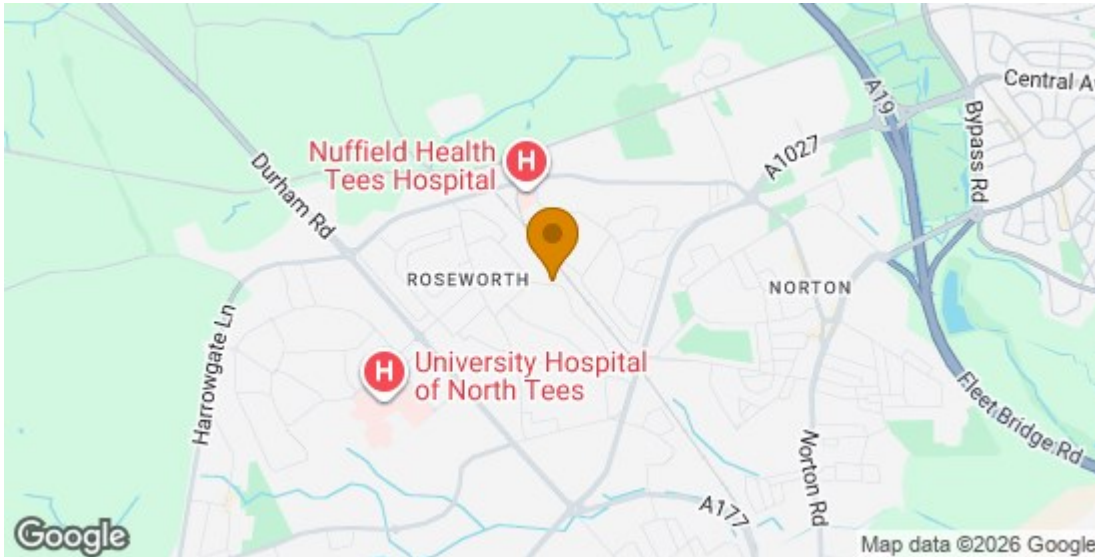 Central Av
A19
Bypass Rd
A1027
Nuffield Health
Tees Hospital
H
Durham Rd
ROSEWORTH
NORTON
Harrowgate Ln
H
University Hospital
of North Tees
Fleet Bridge Rd
Norton Rd
A177
Google
Map data ©2026 Google